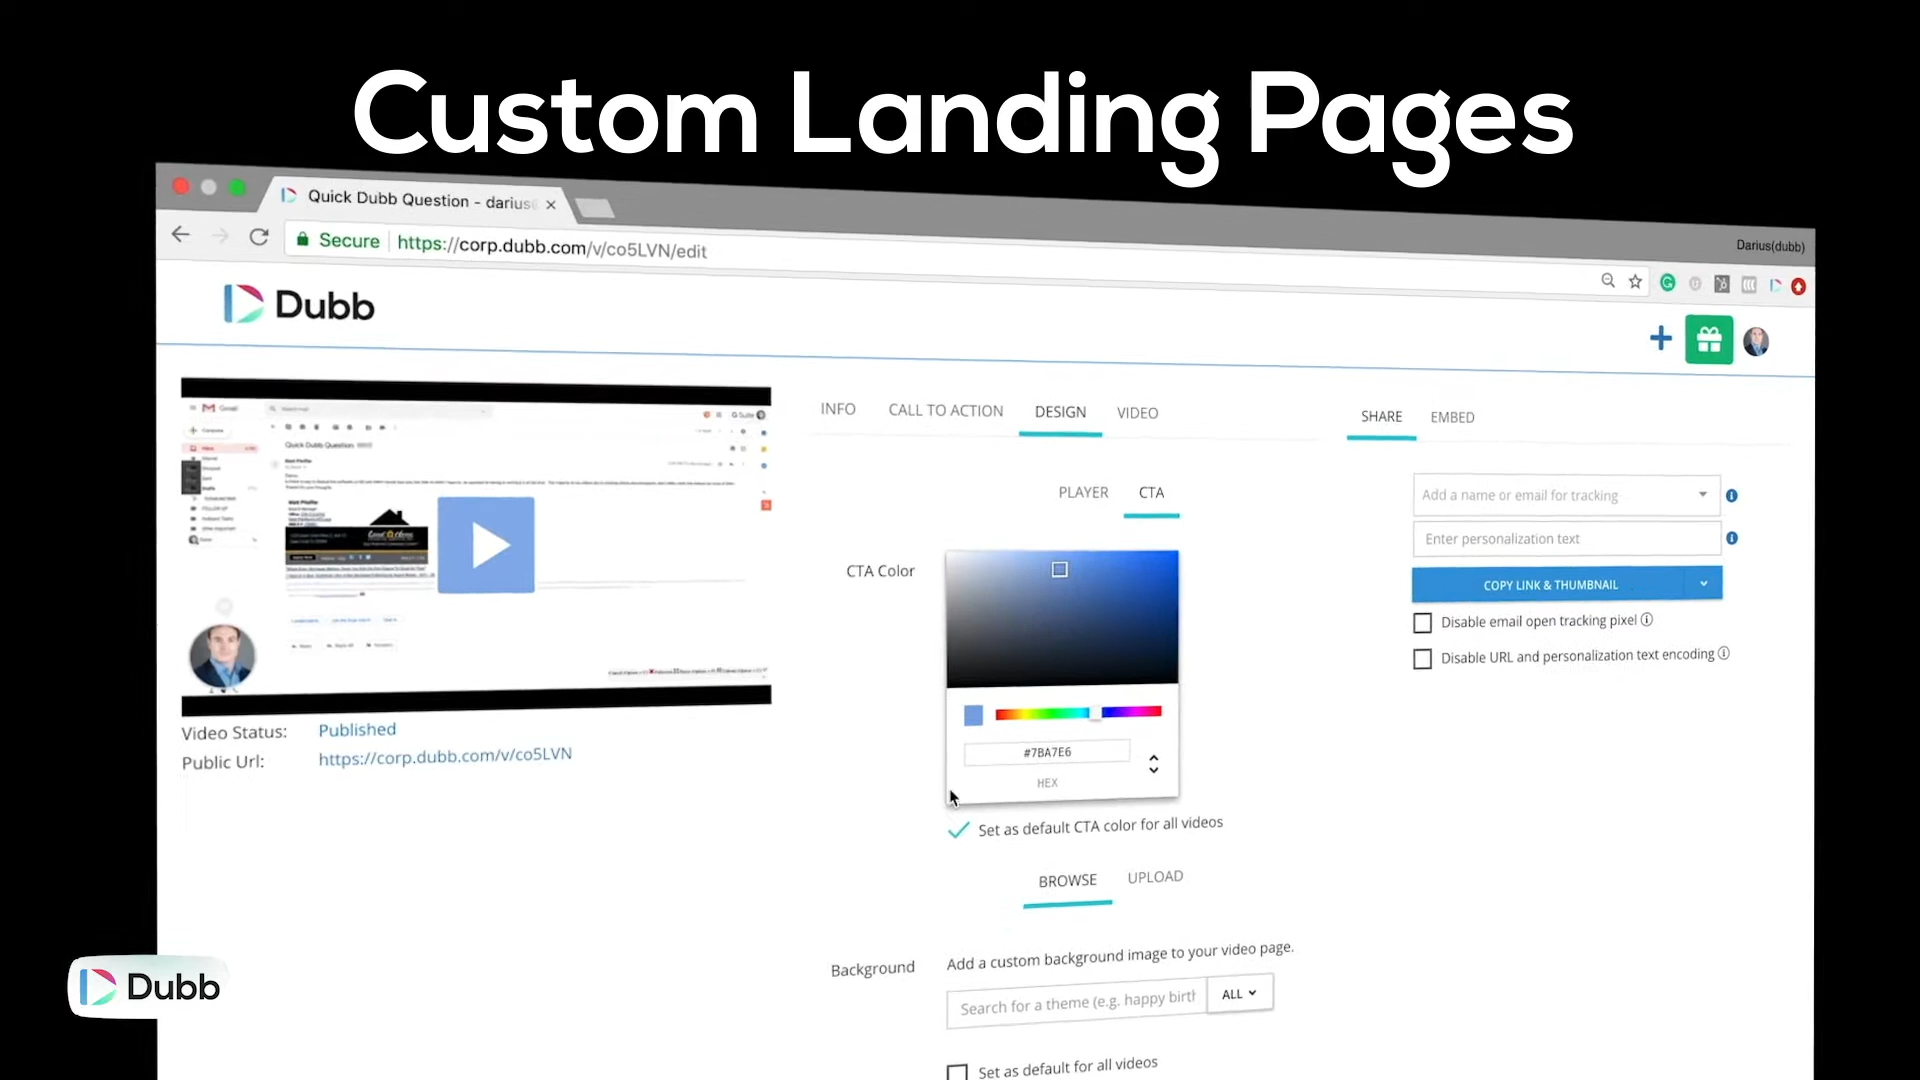 Custom Landing Pages
Quick Dubb Question - darius
Darius(dubb)
Secure https://corp.dubb.com/v/co5LVN/edit
Dubb
INFO CALL TO ACTION DESIGN VIDEO
SHARE EMBED
Gmail
Quick Dubb Question
PLAYER CTA
CTA Color
#7BA7E6
HEX
Set as default CTA color for all videos
Add a name or email for tracking
Enter personalization text
COPY LINK & THUMBNAIL
Disable email open tracking pixel
Disable URL and personalization text encoding
Video Status: Published
Public Url: https://corp.dubb.com/v/co5LVN
BROWSE UPLOAD
Background
Add a custom background image to your video page.
Search for a theme (e.g. happy birth
ALL
Set as default for all videos
Dubb